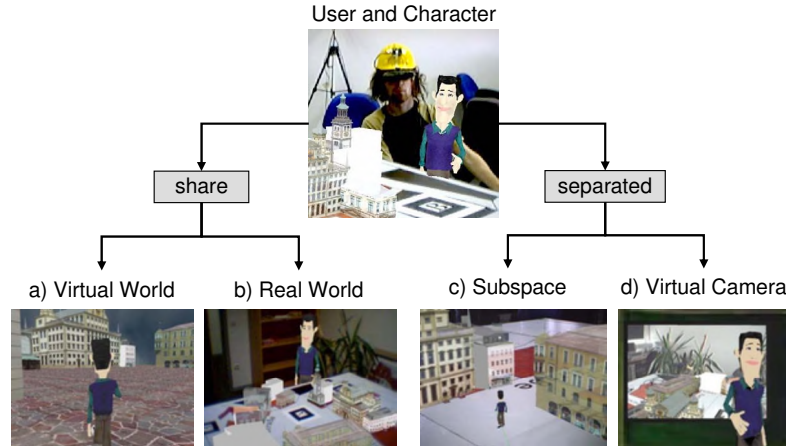 User and Character
share
separated
a) Virtual World
b) Real World
c) Subspace
d) Virtual Camera